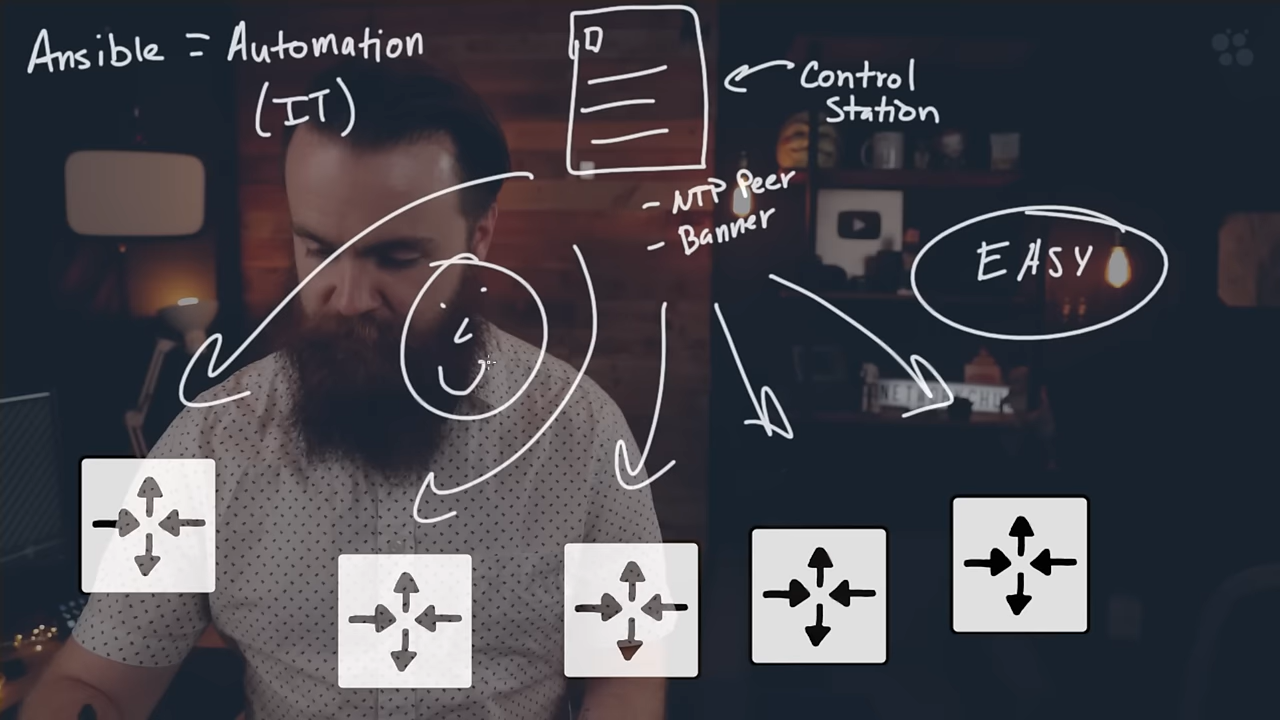 Ansible = Automation
(IT)
Control
Station
- NTP Peer
- Banner
EASY